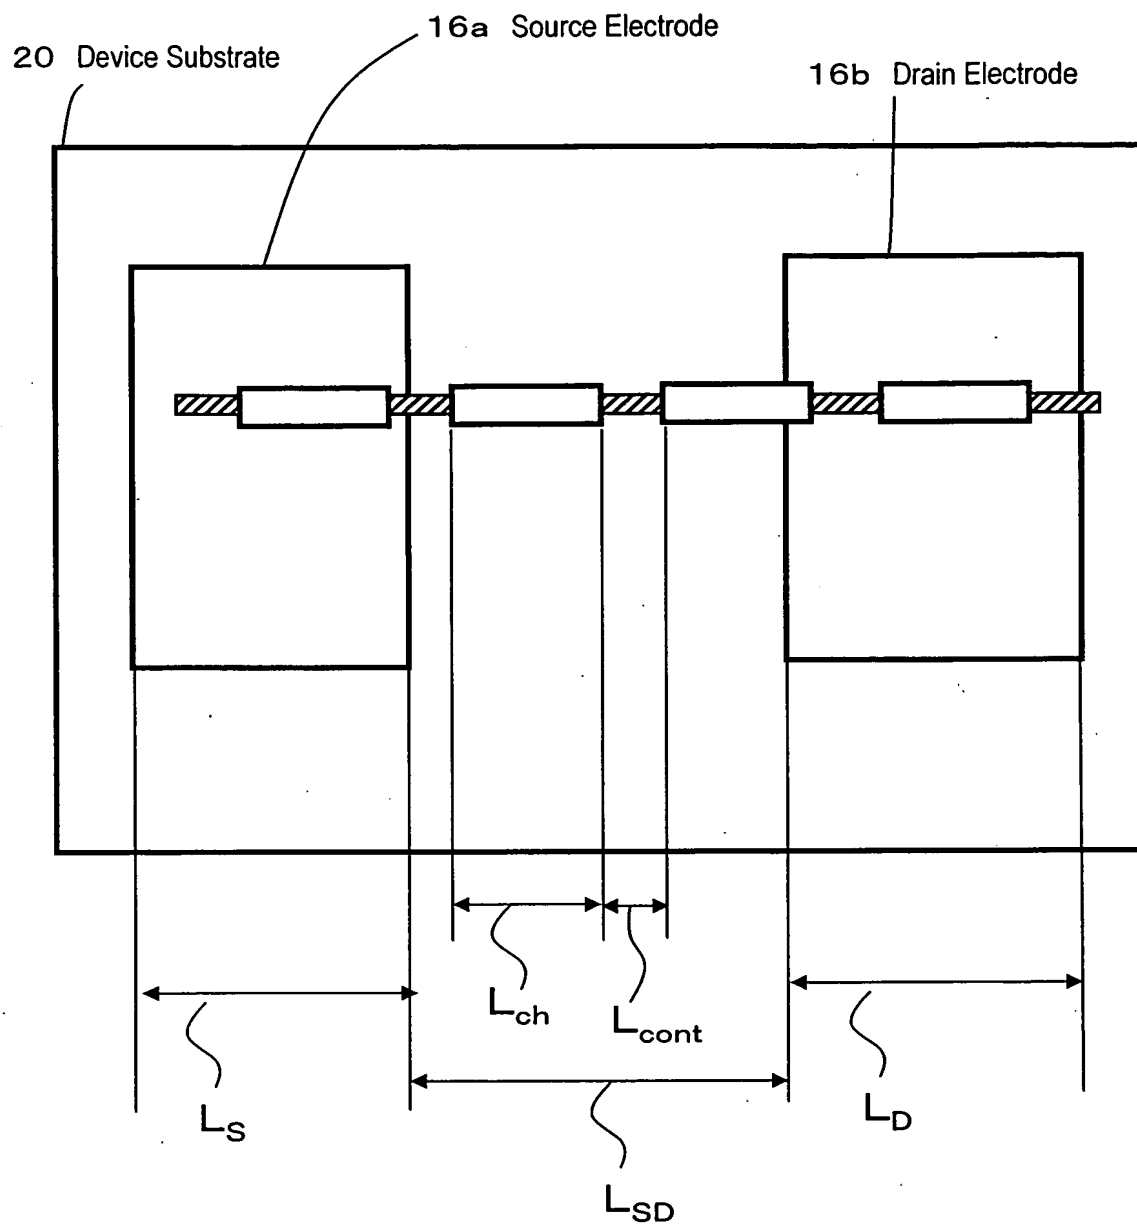 16a Source Electrode
20 Device Substrate
16b Drain Electrode
Lch
Lcont
LS
LD
LSD